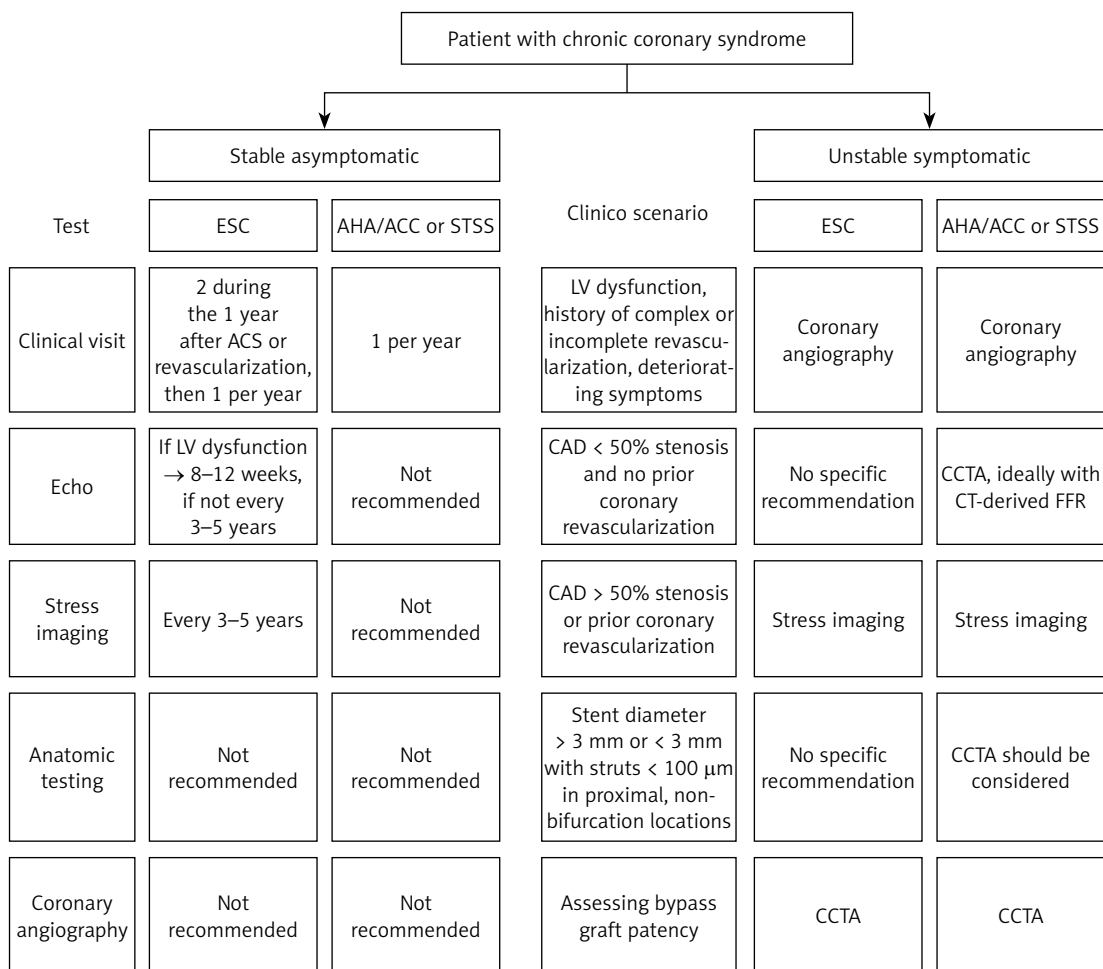 Patient with chronic coronary syndrome
Stable asymptomatic
Unstable symptomatic
Test
ESC
AHA/ACC or STSS
Clinico scenario
ESC
AHA/ACC or STSS
Clinical visit
2 during
the 1 year
after ACS or
revascularization,
then 1 per year
1 per year
LV dysfunction,
history of complex or
incomplete revascu-
larization, deteriorat-
ing symptoms
Coronary
angiography
Coronary
angiography
Echo
If LV dysfunction
→ 8–12 weeks,
if not every
3–5 years
Not
recommended
CAD < 50% stenosis
and no prior
coronary
revascularization
No specific
recommendation
CCTA, ideally with
CT-derived FFR
Stress
imaging
Every 3–5 years
Not
recommended
CAD > 50% stenosis
or prior coronary
revascularization
Stress imaging
Stress imaging
Anatomic
testing
Not
recommended
Not
recommended
Stent diameter
> 3 mm or < 3 mm
with struts < 100 μm
in proximal, non-
bifurcation locations
No specific
recommendation
CCTA should be
considered
Coronary
angiography
Not
recommended
Not
recommended
Assessing bypass
graft patency
CCTA
CCTA